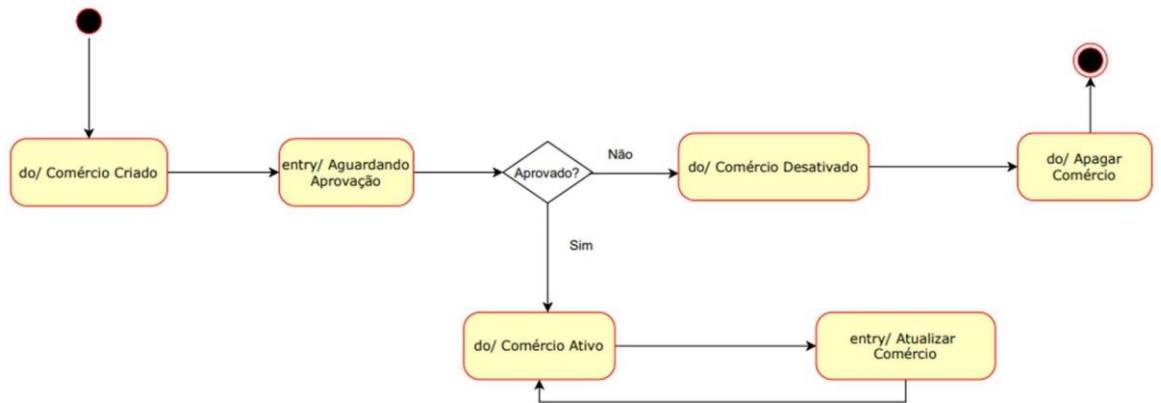 do/ Comércio Criado
entry/ Aguardando
Aprovação
Aprovado?
Não
do/ Comércio Desativado
do/ Apagar
Comércio
Sim
do/ Comércio Ativo
entry/ Atualizar
Comércio